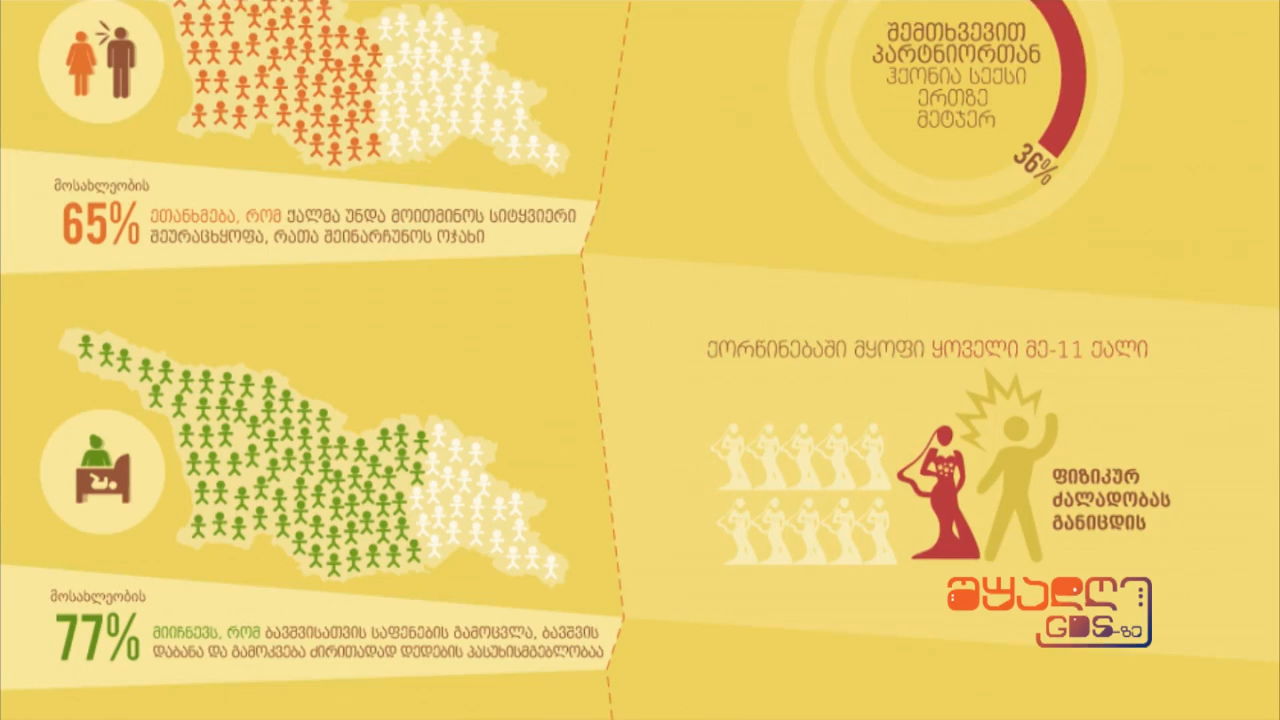 მოსახლეობის
65% ეთანხმება, რომ ქალმა უნდა მოითმინოს სიტყვიერი
შეურაცხყოფა, რათა შეინარჩუნოს ოჯახი
მოსახლეობის
77% მიიჩნევს, რომ ბავშვისათვის საფენების გამოცვლა, ბავშვის
დაბანა და გამოკვება ძირითადად დედების პასუხისმგებლობაა
შემთხვევით
პარტნიორთან
ჰქონია სექსი
ერთზე
მეტჯერ
36%
ქორწინებაში მყოფი ყოველი მე-11 ქალი
ფიზიკურ
ძალადობას
განიცდის
შუადღე
GDS-ზე